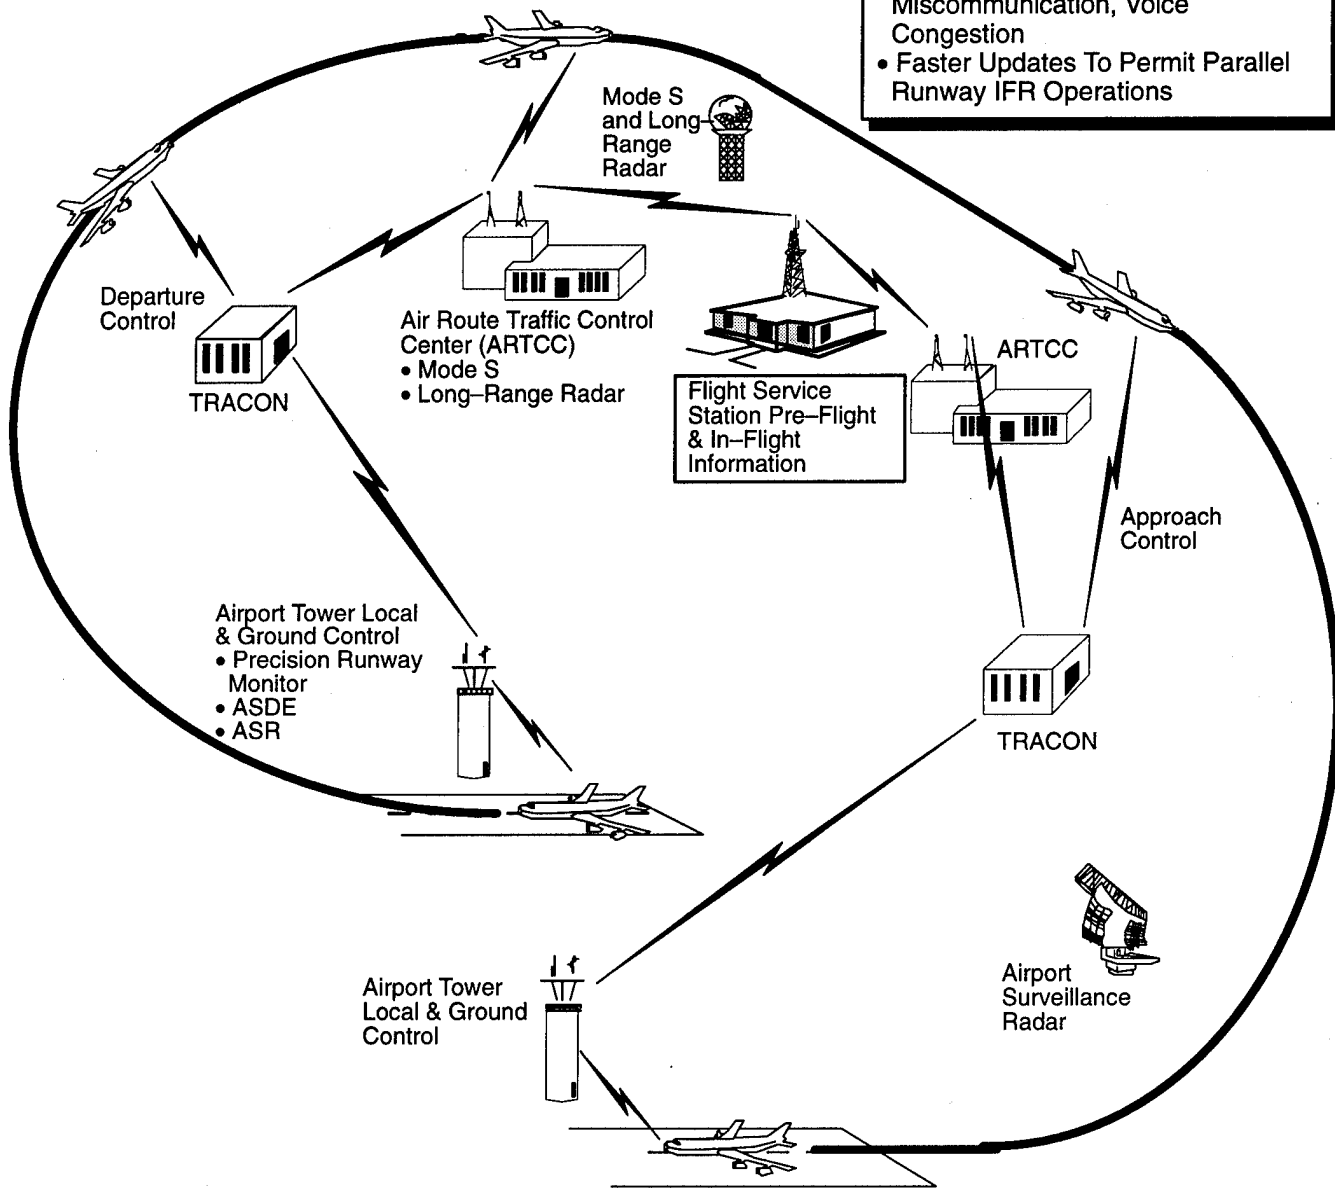 Miscommunication, Voice
Congestion
• Faster Updates To Permit Parallel
Runway IFR Operations
Mode S
and Long–
Range
Radar
Departure
Control
TRACON
Air Route Traffic Control
Center (ARTCC)
• Mode S
• Long–Range Radar
ARTCC
Flight Service
Station Pre–Flight
& In–Flight
Information
Approach
Control
Airport Tower Local
& Ground Control
• Precision Runway
Monitor
• ASDE
• ASR
TRACON
Airport Tower
Local & Ground
Control
Airport
Surveillance
Radar